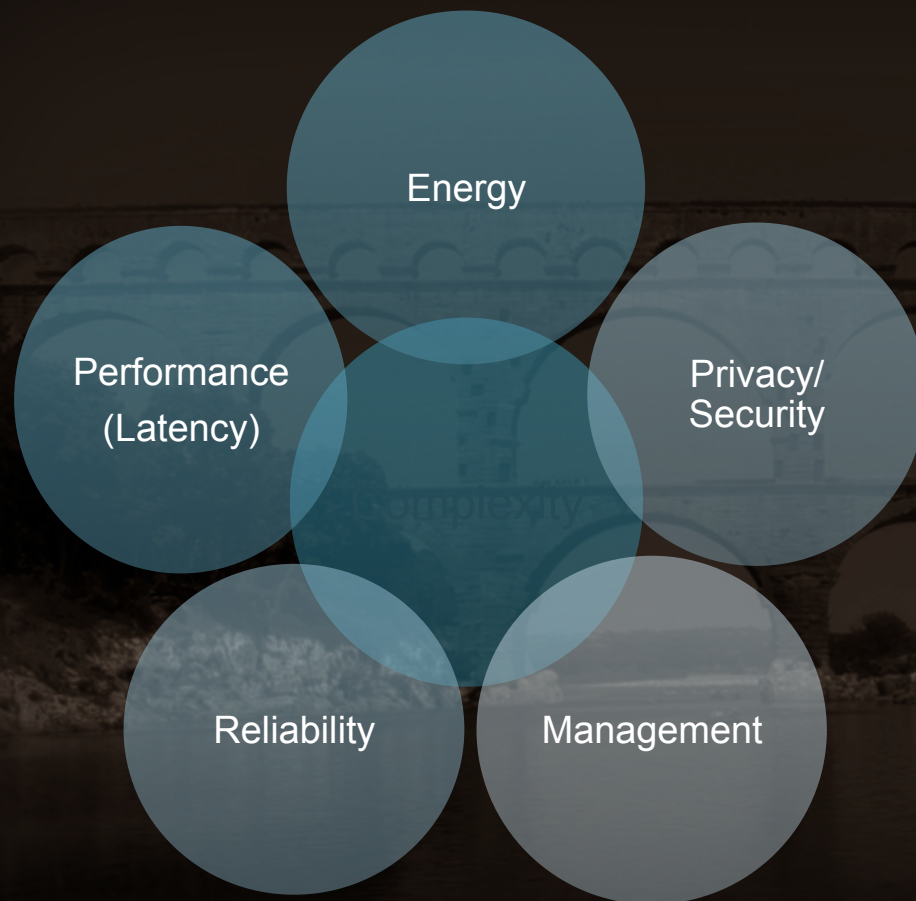 Energy
Performance
(Latency)
Privacy/
Security
Complexity
Reliability
Management